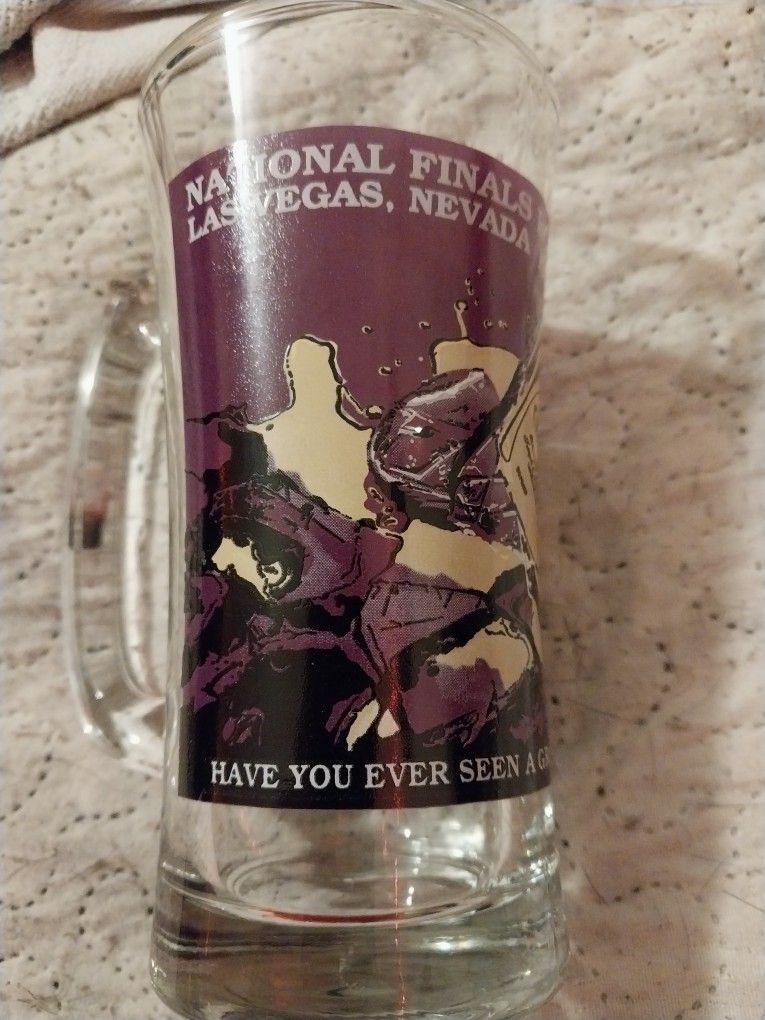 NATIONAL FINALS
LAS VEGAS, NEVADA
HAVE YOU EVER SEEN A